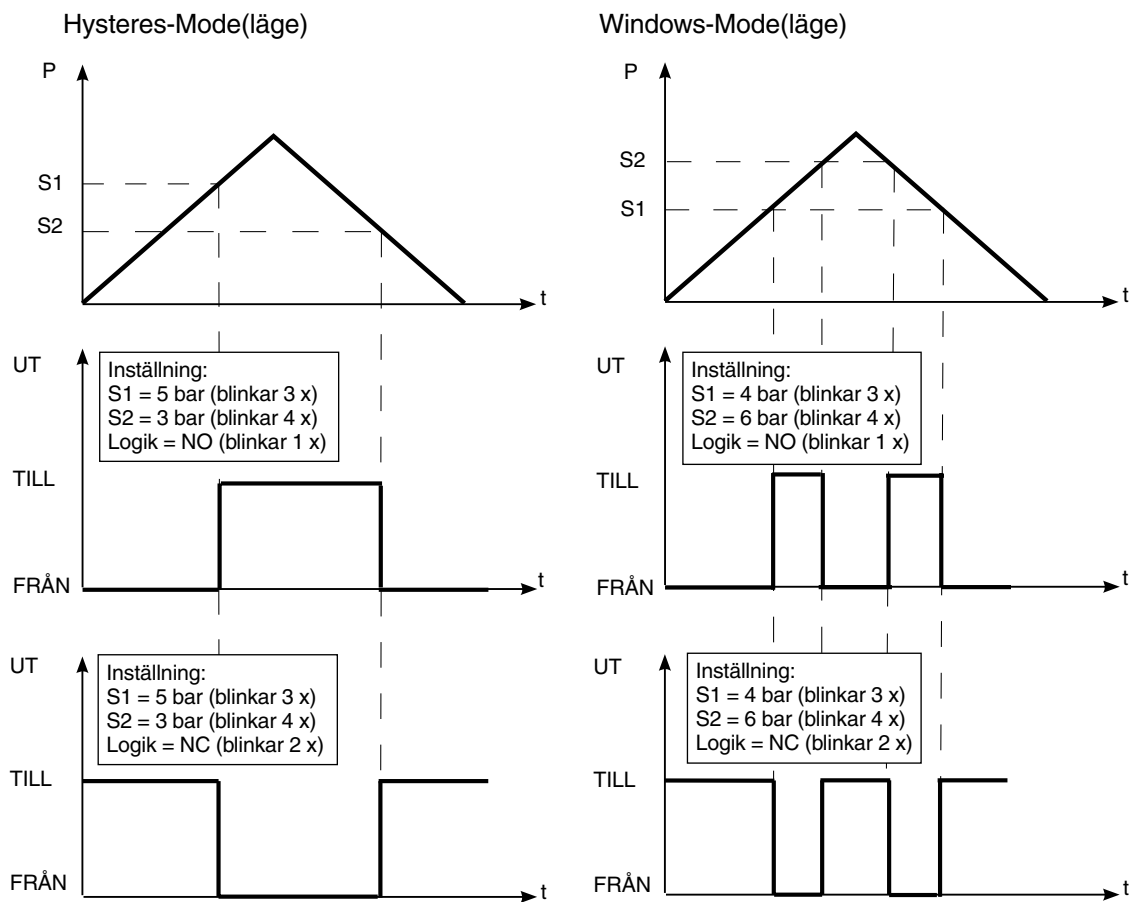 Hysteres-Mode(läge)
P
S1
S2
t
UT
Inställning:
S1 = 5 bar (blinkar 3 x)
S2 = 3 bar (blinkar 4 x)
Logik = NO (blinkar 1 x)
TILL
FRÅN
t
UT
Inställning:
S1 = 5 bar (blinkar 3 x)
S2 = 3 bar (blinkar 4 x)
Logik = NC (blinkar 2 x)
TILL
FRÅN
t
Windows-Mode(läge)
P
S2
S1
t
UT
Inställning:
S1 = 4 bar (blinkar 3 x)
S2 = 6 bar (blinkar 4 x)
Logik = NO (blinkar 1 x)
TILL
FRÅN
t
UT
Inställning:
S1 = 4 bar (blinkar 3 x)
S2 = 6 bar (blinkar 4 x)
Logik = NC (blinkar 2 x)
TILL
FRÅN
t